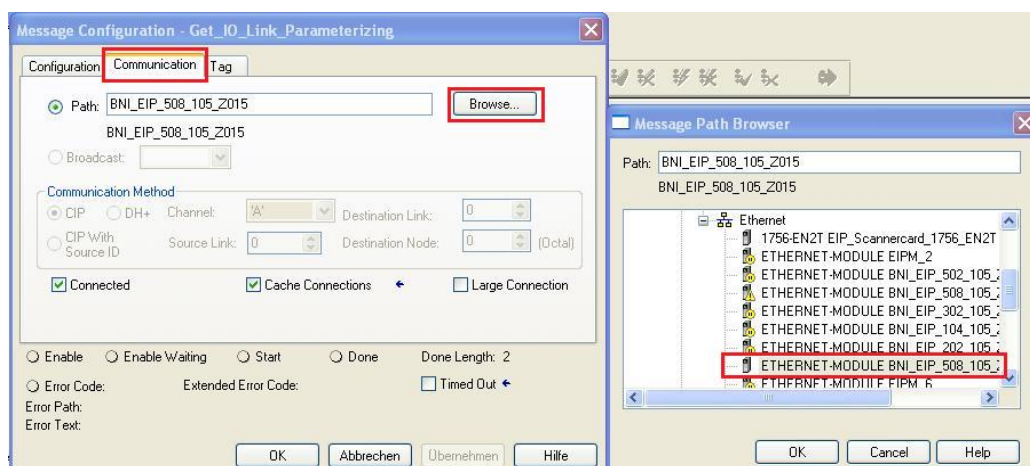 Message Configuration - Get_IO_Link_Parameterizing
Configuration Communication Tag
Path: BNI_EIP_508_105_Z015 Browse...
BNI_EIP_508_105_Z015
Broadcast:
Communication Method
CIP DH+ Channel: 'A' Destination Link: 0
CIP With Source ID Source Link: 0 Destination Node: 0 (Octal)
Connected Cache Connections Large Connection
Enable Enable Waiting Start Done Done Length: 2
Error Code: Extended Error Code: Timed Out
Error Path:
Error Text:
OK Abbrechen Übernehmen Hilfe
Message Path Browser
Path: BNI_EIP_508_105_Z015
BNI_EIP_508_105_Z015
Ethernet
1756-EN2T EIP_Scannercard_1756_EN2T
ETHERNET-MODULE EIPM_2
ETHERNET-MODULE BNI_EIP_502_105_
ETHERNET-MODULE BNI_EIP_508_105_
ETHERNET-MODULE BNI_EIP_302_105_
ETHERNET-MODULE BNI_EIP_104_105_
ETHERNET-MODULE BNI_EIP_202_105_
ETHERNET-MODULE BNI_EIP_508_105_
ETHERNET-MODULE EIPM_6
OK Cancel Help